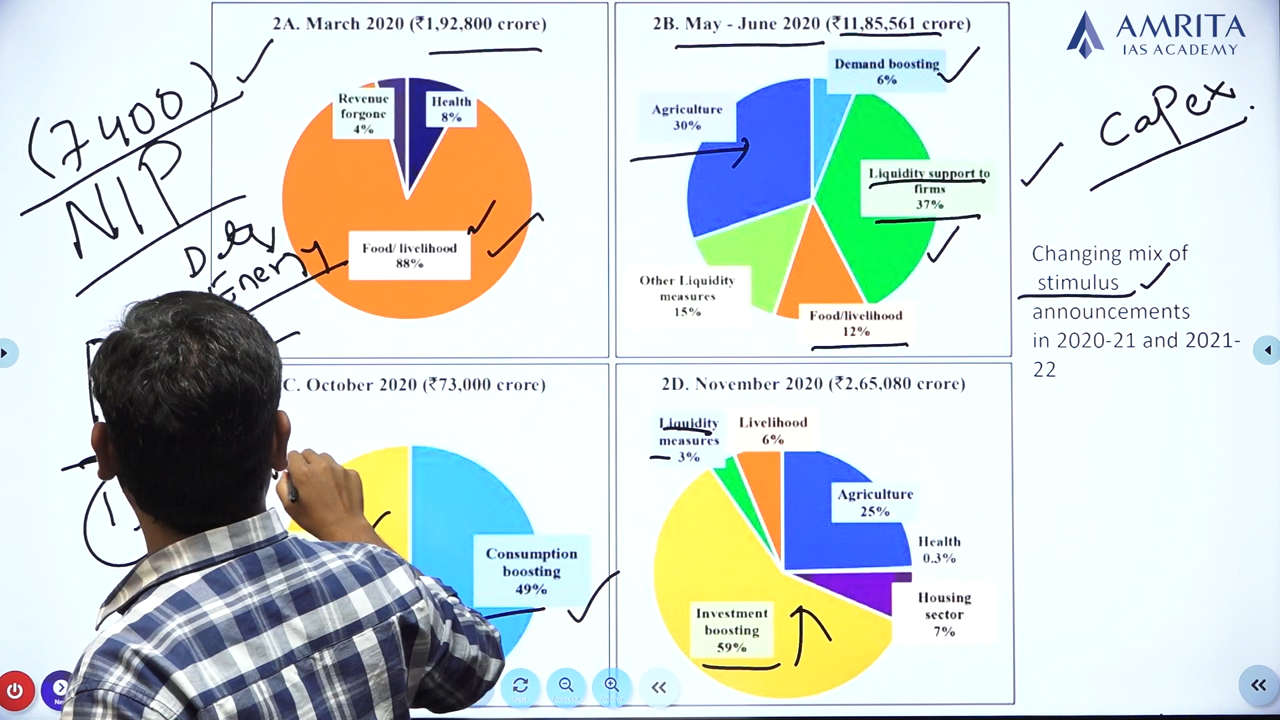 2A. March 2020 (₹1,92,800 crore)
Revenue
forgone
4%
Health
8%
Food/ livelihood
88%
2B. May - June 2020 (₹11,85,561 crore)
Demand boosting
6%
Agriculture
30%
Liquidity support to
firms
37%
Other Liquidity
measures
15%
Food/livelihood
12%
C. October 2020 (₹73,000 crore)
Consumption
boosting
49%
2D. November 2020 (₹2,65,080 crore)
Liquidity
measures
3%
Livelihood
6%
Agriculture
25%
Health
0.3%
Housing
sector
7%
Investment
boosting
59%
AMRITA
IAS ACADEMY
Capex
Changing mix of
stimulus
announcements
in 2020-21 and 2021-
22
(7400)
NIP
Energy